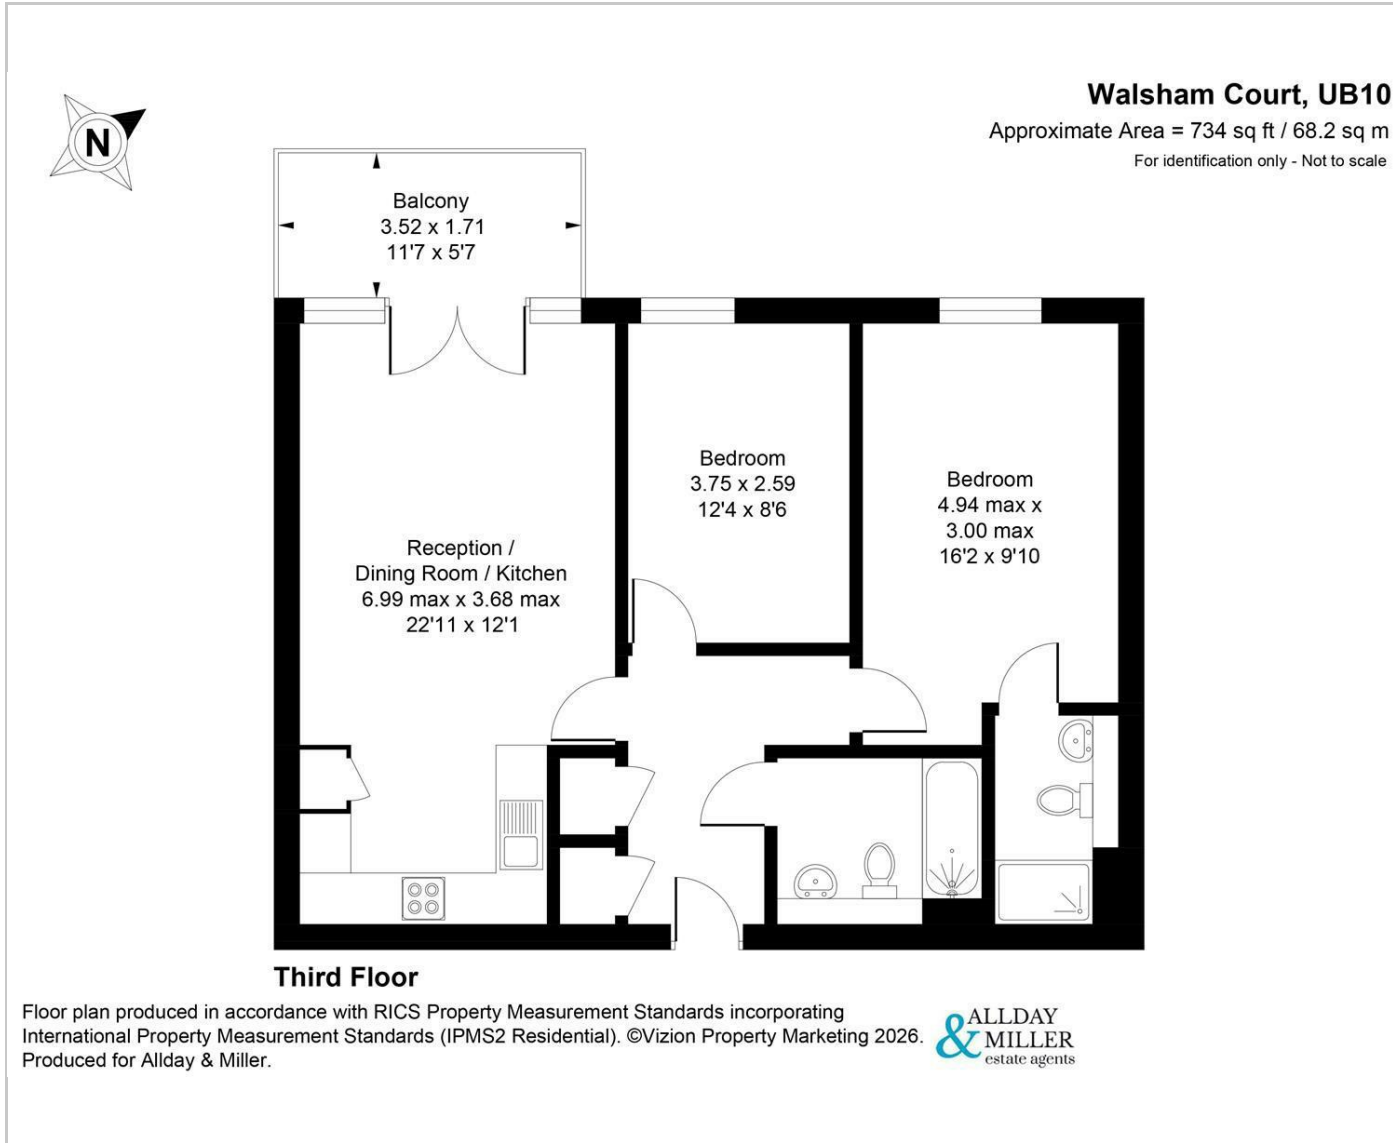 N
Walsham Court, UB10
Approximate Area = 734 sq ft / 68.2 sq m
For identification only - Not to scale
Balcony
3.52 x 1.71
11'7 x 5'7
Bedroom
3.75 x 2.59
12'4 x 8'6
Bedroom
4.94 max x
3.00 max
16'2 x 9'10
Reception /
Dining Room / Kitchen
6.99 max x 3.68 max
22'11 x 12'1
Third Floor
Floor plan produced in accordance with RICS Property Measurement Standards incorporating
International Property Measurement Standards (IPMS2 Residential). ©Vizion Property Marketing 2026.
Produced for Allday & Miller.
ALLDAY
& MILLER
estate agents